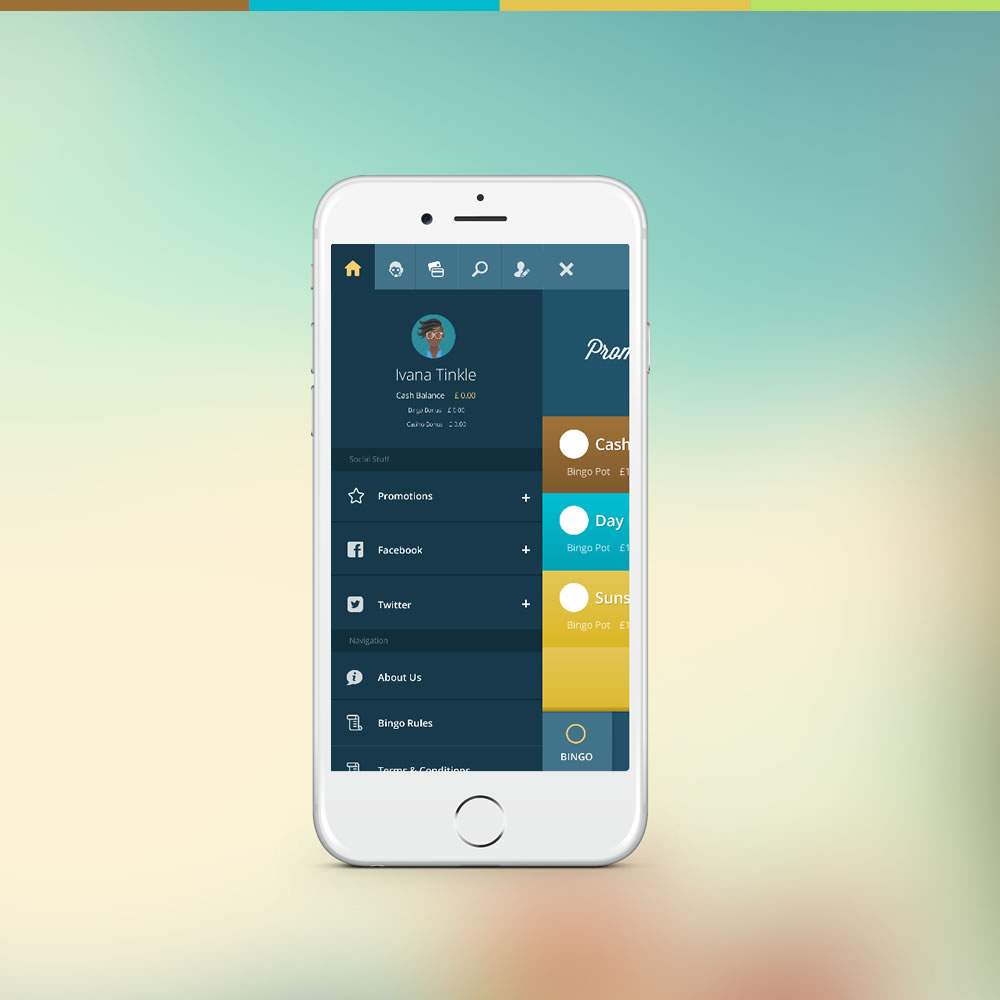 Ivana Tinkle
Cash Balance £ 0.00
Bingo Bonus £ 0.00
Casino Bonus £ 0.00
Social Stuff
Promotions +
Facebook +
Twitter +
Navigation
About Us
Bingo Rules
Terms & Conditions
Prom
Cash
Bingo Pot £1
Day
Bingo Pot £1
Suns
Bingo Pot £1
BINGO